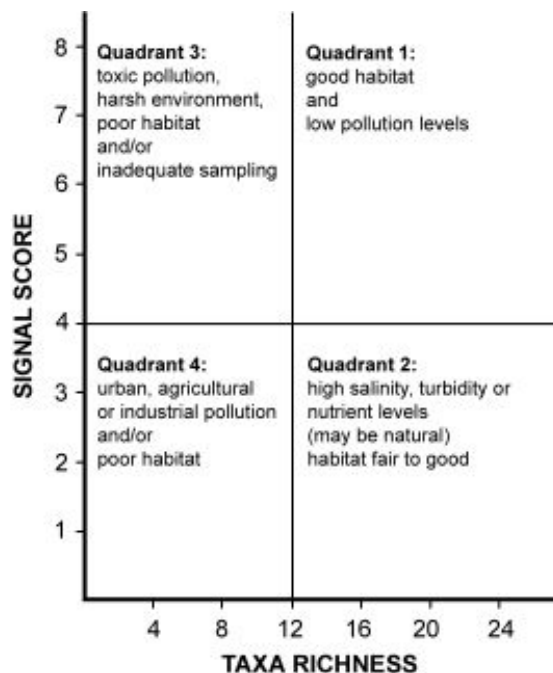 8
7
6
5
4
3
2
1
SIGNAL SCORE
Quadrant 3:
toxic pollution,
harsh environment,
poor habitat
and/or
inadequate sampling
Quadrant 1:
good habitat
and
low pollution levels
Quadrant 4:
urban, agricultural
or industrial pollution
and/or
poor habitat
Quadrant 2:
high salinity, turbidity or
nutrient levels
(may be natural)
habitat fair to good
4 8 12 16 20 24
TAXA RICHNESS